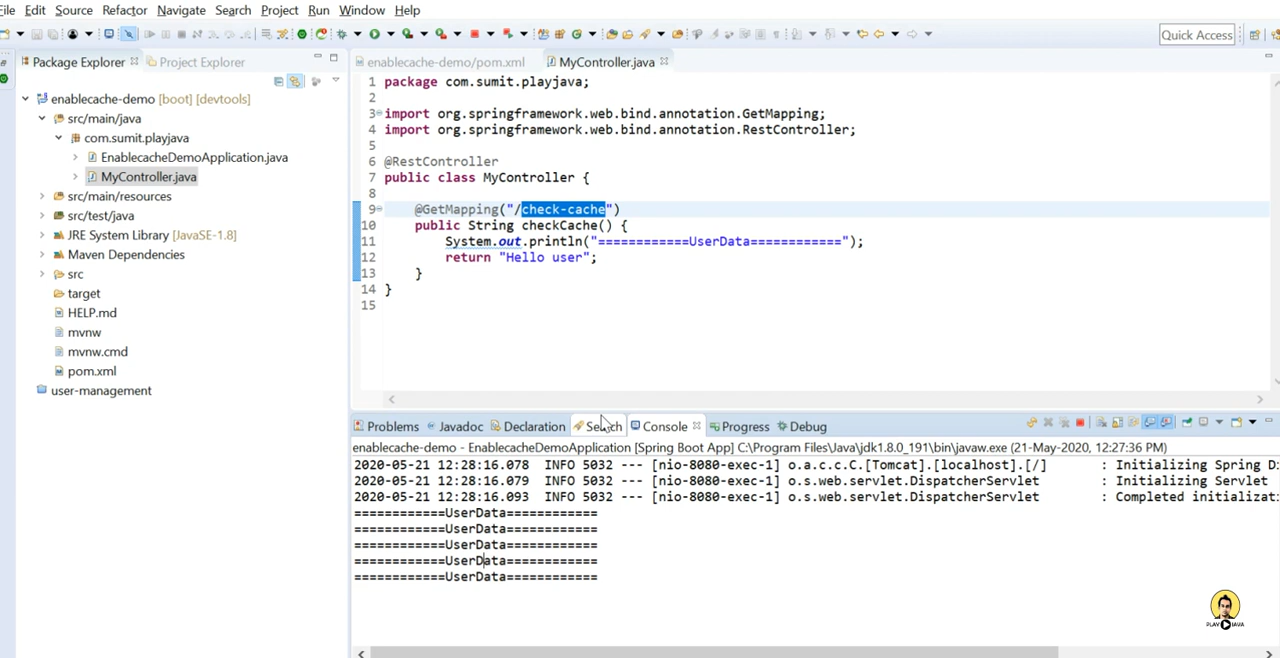 File Edit Source Refactor Navigate Search Project Run Window Help
Quick Access
Package Explorer Project Explorer
enablecache-demo/pom.xml MyController.java
enablecache-demo [boot] [devtools]
src/main/java
com.sumit.playjava
EnablecacheDemoApplication.java
MyController.java
src/main/resources
src/test/java
JRE System Library [JavaSE-1.8]
Maven Dependencies
src
target
HELP.md
mvnw
mvnw.cmd
pom.xml
user-management
1 package com.sumit.playjava;
2
3 import org.springframework.web.bind.annotation.GetMapping;
4 import org.springframework.web.bind.annotation.RestController;
5
6 @RestController
7 public class MyController {
8
9 @GetMapping("/check-cache")
10 public String checkCache() {
11 System.out.println("============UserData============");
12 return "Hello user";
13 }
14 }
15
Problems Javadoc Declaration Search Console Progress Debug
enablecache-demo - EnablecacheDemoApplication [Spring Boot App] C:\Program Files\Java\jdk1.8.0_191\bin\javaw.exe (21-May-2020, 12:27:36 PM)
2020-05-21 12:28:16.078 INFO 5032 --- [nio-8080-exec-1] o.a.c.c.C.[Tomcat].[localhost].[/] : Initializing Spring D
2020-05-21 12:28:16.079 INFO 5032 --- [nio-8080-exec-1] o.s.web.servlet.DispatcherServlet : Initializing Servlet
2020-05-21 12:28:16.093 INFO 5032 --- [nio-8080-exec-1] o.s.web.servlet.DispatcherServlet : Completed initializati
============UserData============
============UserData============
============UserData============
============UserData============
============UserData============
PLAY JAVA